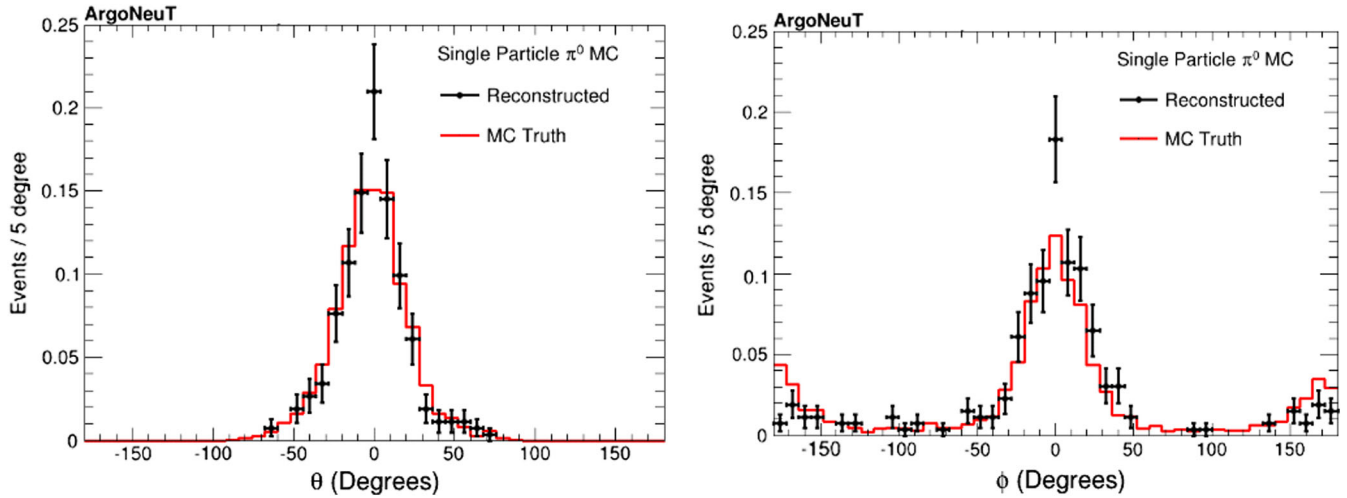 ArgoNeuT
0.25
0.2
0.15
0.1
0.05
0
Events / 5 degree
Single Particle π⁰ MC
Reconstructed
MC Truth
-150 -100 -50 0 50 100 150
θ (Degrees)
ArgoNeuT
0.25
0.2
0.15
0.1
0.05
0
Events / 5 degree
Single Particle π⁰ MC
Reconstructed
MC Truth
-150 -100 -50 0 50 100 150
ϕ (Degrees)